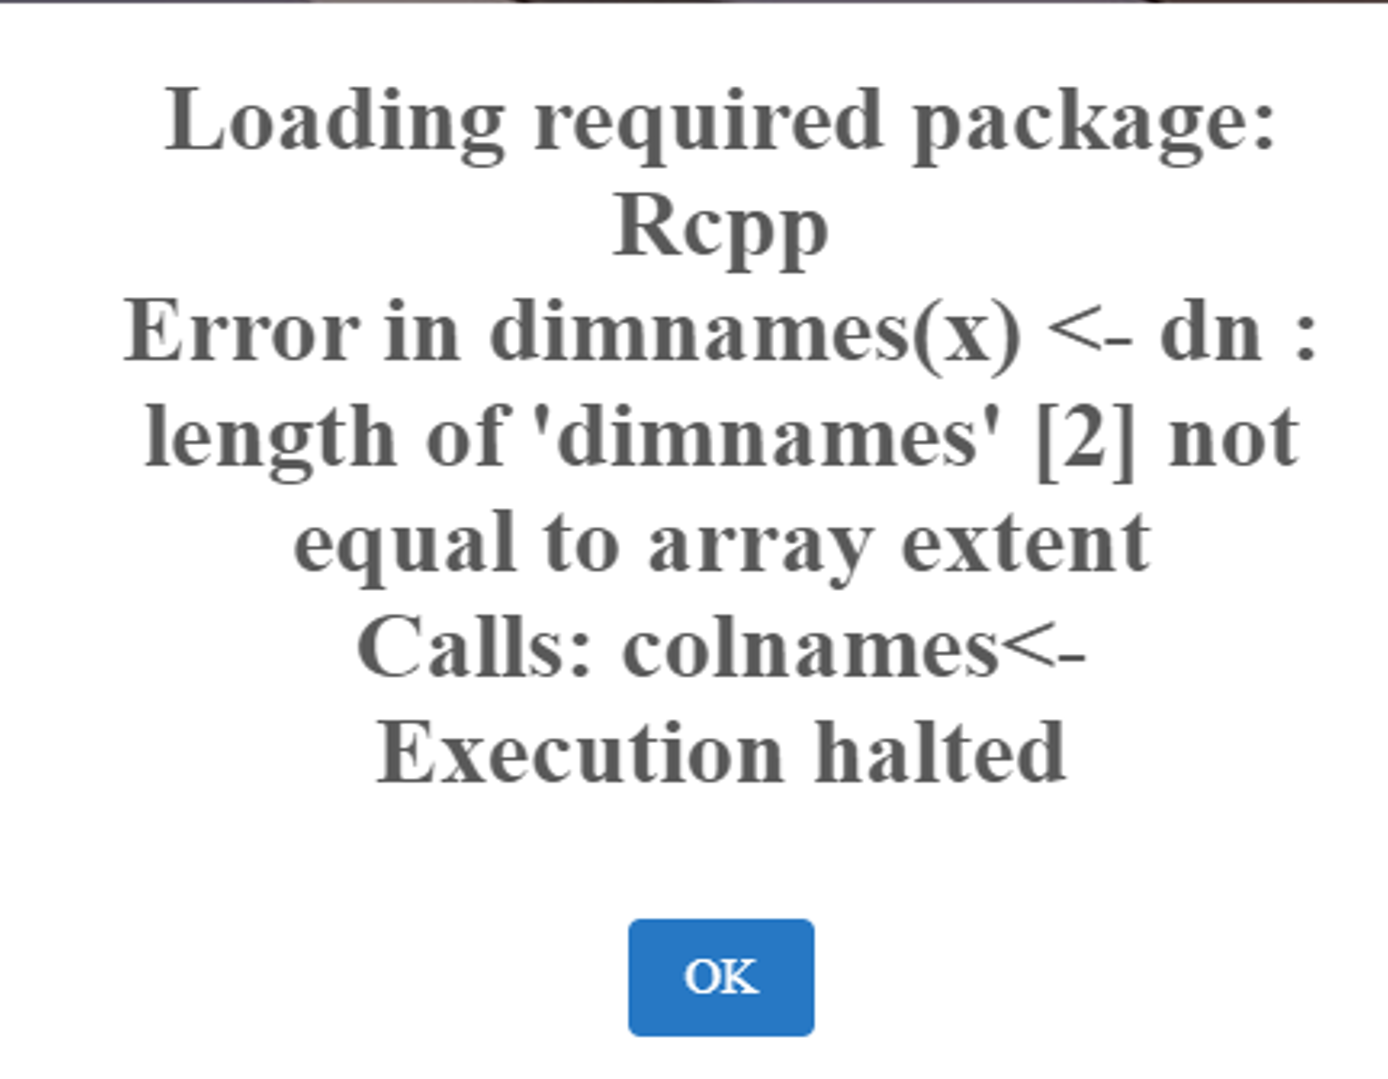 Loading required package:
Rcpp
Error in dimnames(x) <- dn :
length of 'dimnames' [2] not
equal to array extent
Calls: colnames<-
Execution halted
OK